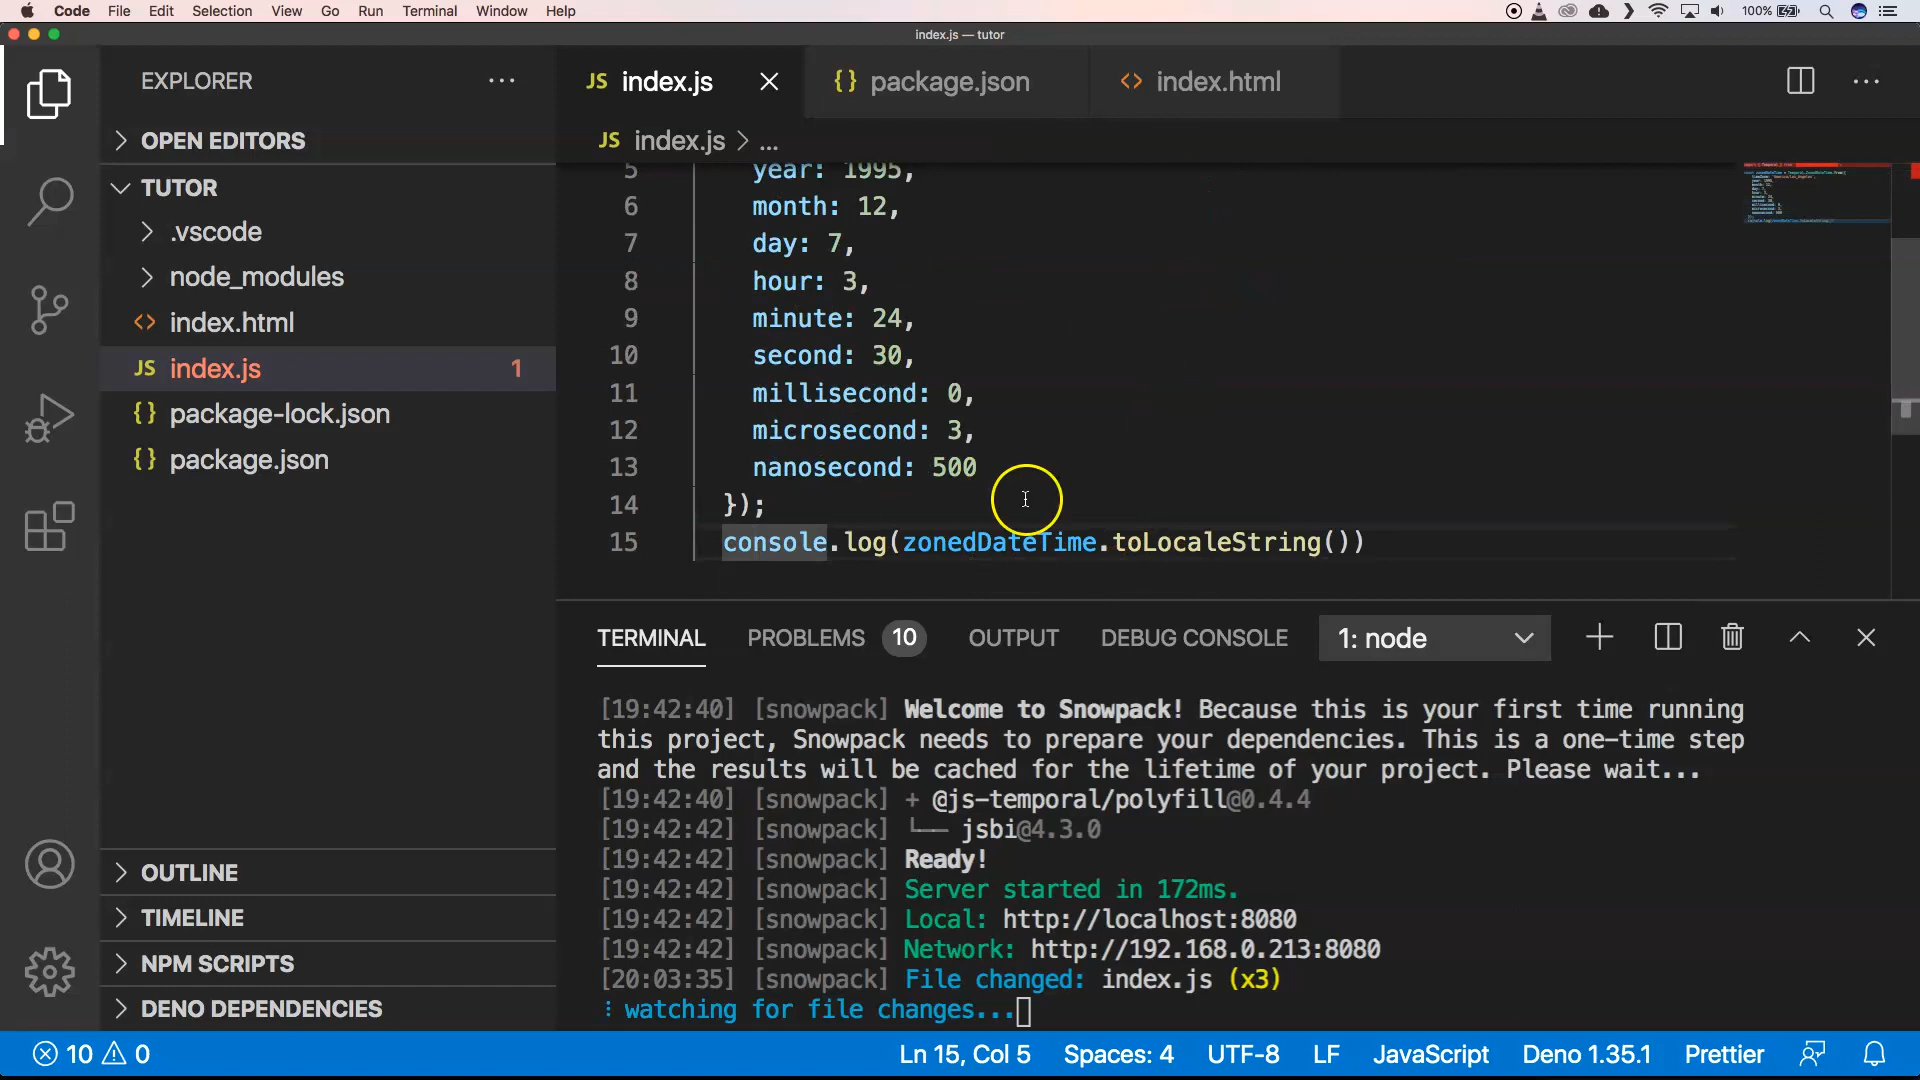 Code File Edit Selection View Go Run Terminal Window Help 100%
index.js — tutor
EXPLORER
OPEN EDITORS
TUTOR
.vscode
node_modules
<> index.html
JS index.js 1
{} package-lock.json
{} package.json
OUTLINE
TIMELINE
NPM SCRIPTS
DENO DEPENDENCIES
JS index.js {} package.json <> index.html
JS index.js > ...
5 year: 1995,
6 month: 12,
7 day: 7,
8 hour: 3,
9 minute: 24,
10 second: 30,
11 millisecond: 0,
12 microsecond: 3,
13 nanosecond: 500
14 });
15 console.log(zonedDateTime.toLocaleString())
TERMINAL PROBLEMS 10 OUTPUT DEBUG CONSOLE 1: node
[19:42:40] [snowpack] Welcome to Snowpack! Because this is your first time running
this project, Snowpack needs to prepare your dependencies. This is a one-time step
and the results will be cached for the lifetime of your project. Please wait...
[19:42:40] [snowpack] + @js-temporal/polyfill@0.4.4
[19:42:42] [snowpack] └── jsbi@4.3.0
[19:42:42] [snowpack] Ready!
[19:42:42] [snowpack] Server started in 172ms.
[19:42:42] [snowpack] Local: http://localhost:8080
[19:42:42] [snowpack] Network: http://192.168.0.213:8080
[20:03:35] [snowpack] File changed: index.js (x3)
⁝ watching for file changes...
10 0 Ln 15, Col 5 Spaces: 4 UTF-8 LF JavaScript Deno 1.35.1 Prettier